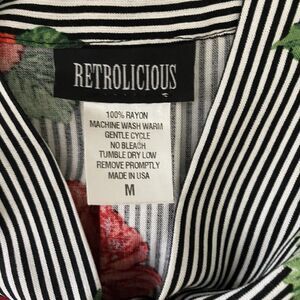 RETROLICIOUS
100% RAYON
MACHINE WASH WARM
GENTLE CYCLE
NO BLEACH
TUMBLE DRY LOW
REMOVE PROMPTLY
MADE IN USA
M